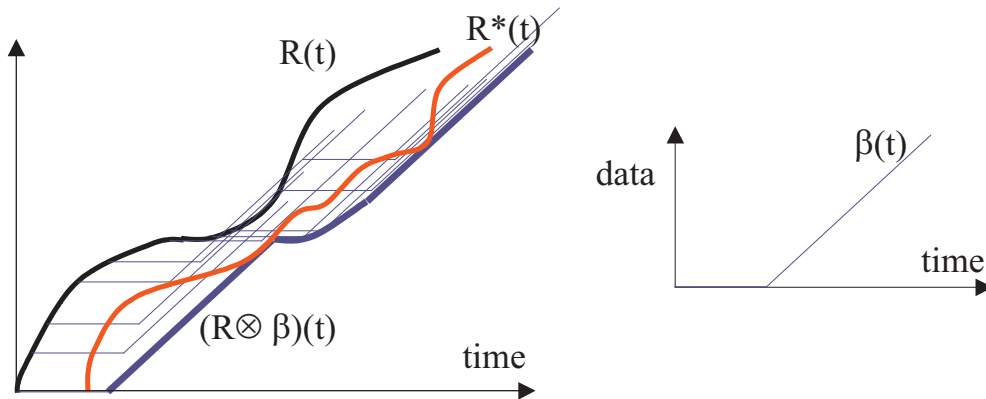 R(t)
R*(t)
(R⊗ β)(t)
time
data
β(t)
time